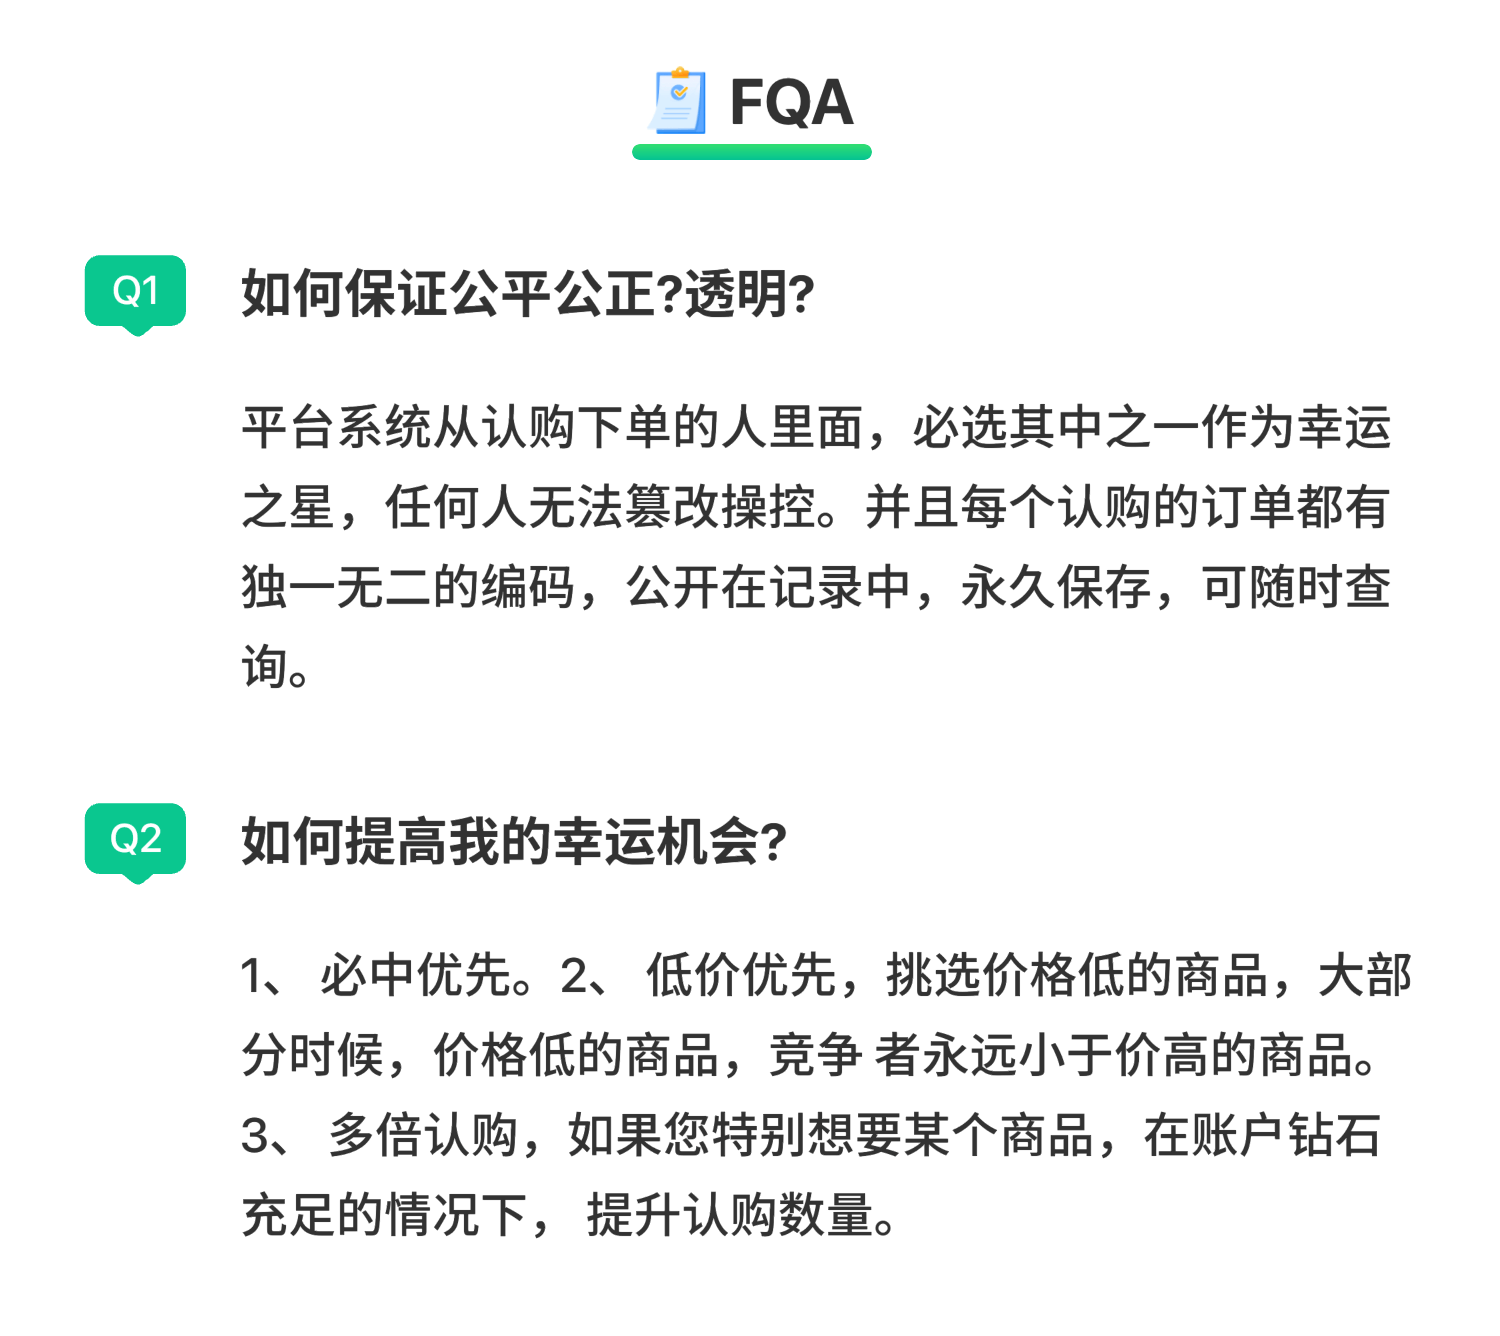 FQA
Q1
如何保证公平公正?透明?
平台系统从认购下单的人里面，必选其中之一作为幸运
之星，任何人无法篡改操控。并且每个认购的订单都有
独一无二的编码，公开在记录中，永久保存，可随时查
询。
Q2
如何提高我的幸运机会?
1、 必中优先。2、 低价优先，挑选价格低的商品，大部
分时候，价格低的商品，竞争 者永远小于价高的商品。
3、 多倍认购，如果您特别想要某个商品，在账户钻石
充足的情况下， 提升认购数量。